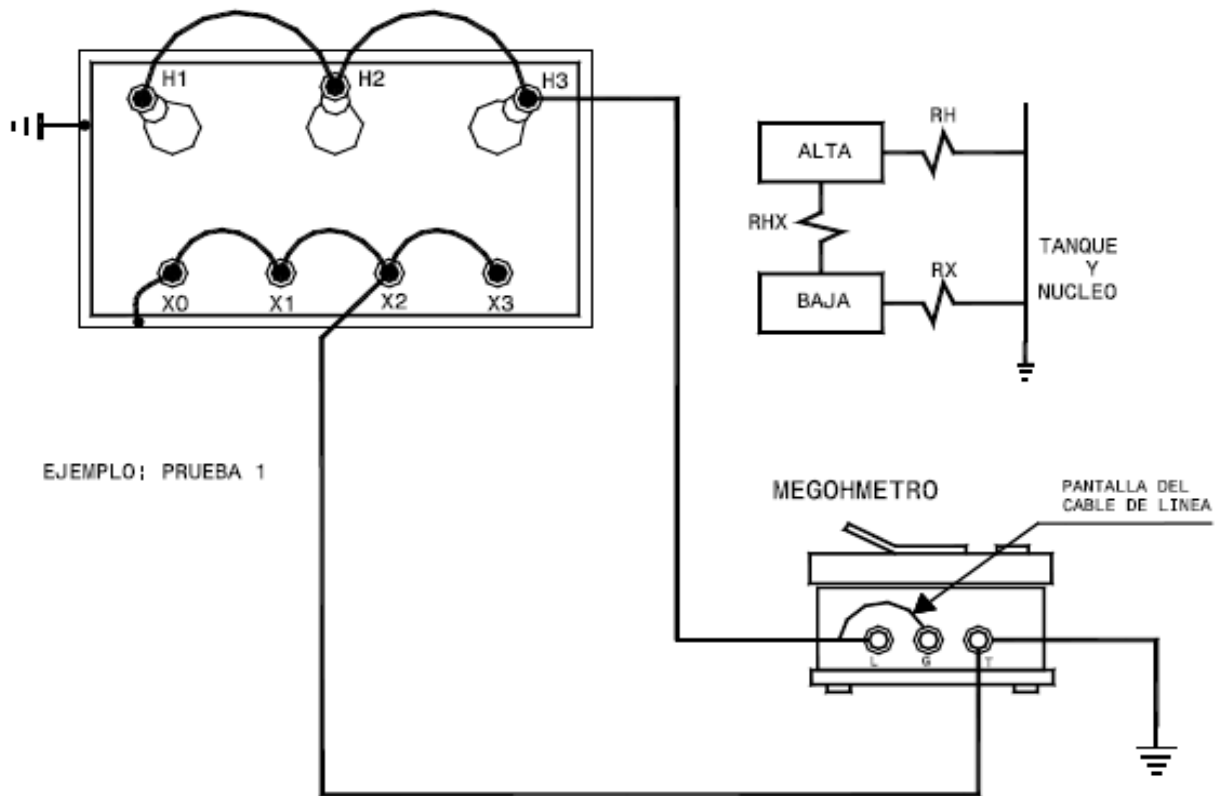 H1
H2
H3
X0
X1
X2
X3
RH
ALTA
RHX
TANQUE
Y
NUCLEO
RX
BAJA
EJEMPLO; PRUEBA 1
MEGOHMETRO
PANTALLA DEL
CABLE DE LINEA
L
G
T